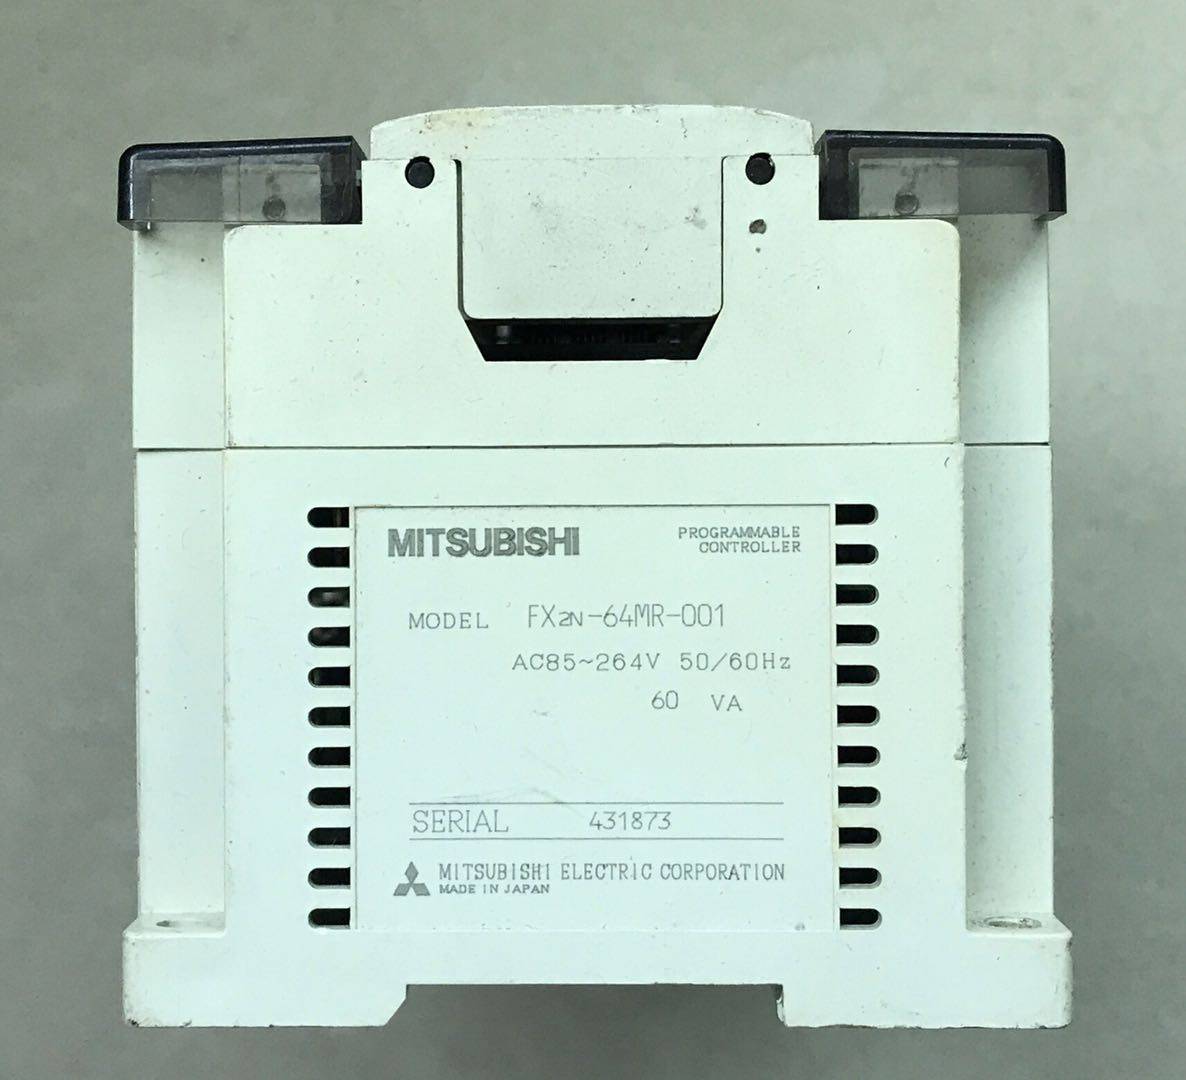 MITSUBISHI
PROGRAMMABLE
CONTROLLER
MODEL FX2N-64MR-001
AC85~264V 50/60Hz
60 VA
SERIAL 431873
MITSUBISHI ELECTRIC CORPORATION
MADE IN JAPAN